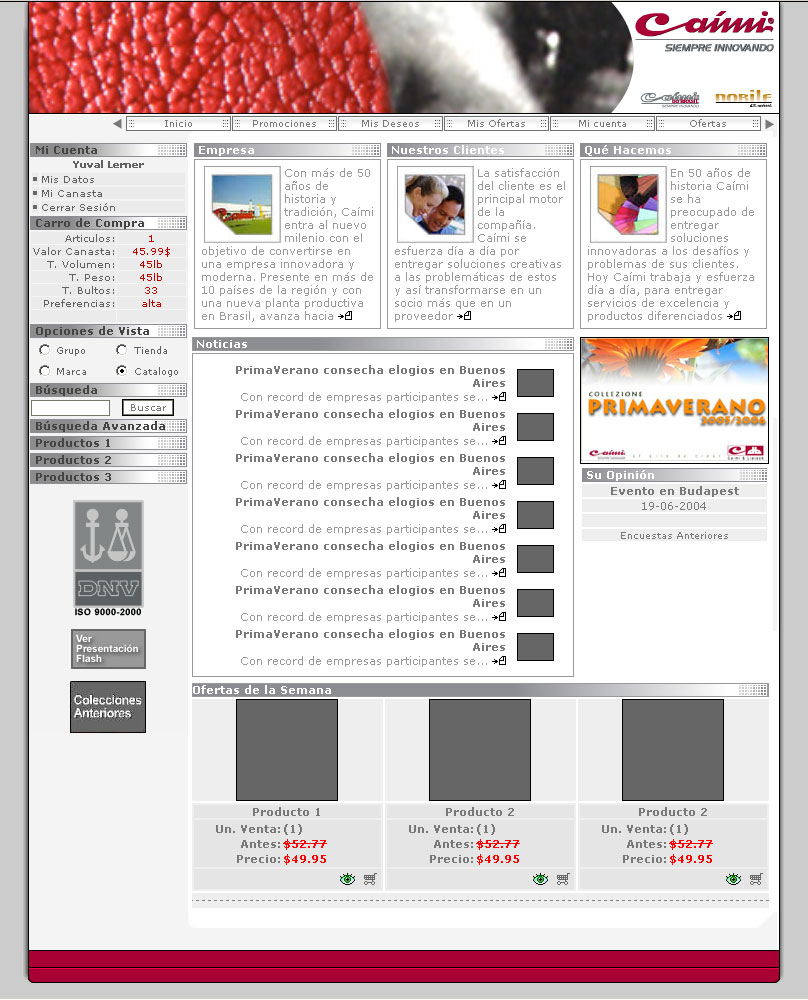 Caími
SIEMPRE INNOVANDO
Caími
DO BRASIL
NOBILE
Inicio
Promociones
Mis Deseos
Mis Ofertas
Mi cuenta
Ofertas
Mi Cuenta
Yuval Lerner
Mis Datos
Mi Canasta
Cerrar Sesión
Carro de Compra
Articulos: 1
Valor Canasta: 45.99$
T. Volumen: 45lb
T. Peso: 45lb
T. Bultos: 33
Preferencias: alta
Opciones de Vista
Grupo Tienda
Marca Catalogo
Búsqueda
Buscar
Búsqueda Avanzada
Productos 1
Productos 2
Productos 3
DNV
ISO 9000-2000
Ver
Presentación
Flash
Colecciones
Anteriores
Empresa
Con más de 50
años de
historia y
tradición, Caími
entra al nuevo
milenio con el
objetivo de convertirse en
una empresa innovadora y
moderna. Presente en más de
10 países de la región y con
una nueva planta productiva
en Brasil, avanza hacia
Nuestros Clientes
La satisfacción
del cliente es el
principal motor
de la
compañía.
Caími se
esfuerza día a día por
entregar soluciones creativas
a las problemáticas de estos
y así transformarse en un
socio más que en un
proveedor
Qué Hacemos
En 50 años de
historia Caími
se ha
preocupado de
entregar
soluciones
innovadoras a los desafíos y
problemas de sus clientes.
Hoy Caími trabaja y esfuerza
día a día, para entregar
servicios de excelencia y
productos diferenciados
Noticias
PrimaVerano consecha elogios en Buenos
Aires
Con record de empresas participantes se...
PrimaVerano consecha elogios en Buenos
Aires
Con record de empresas participantes se...
PrimaVerano consecha elogios en Buenos
Aires
Con record de empresas participantes se...
PrimaVerano consecha elogios en Buenos
Aires
Con record de empresas participantes se...
PrimaVerano consecha elogios en Buenos
Aires
Con record de empresas participantes se...
PrimaVerano consecha elogios en Buenos
Aires
Con record de empresas participantes se...
PrimaVerano consecha elogios en Buenos
Aires
Con record de empresas participantes se...
COLLEZIONE
PRIMAVERANO
2005/2006
Caími
Su Opinión
Evento en Budapest
19-06-2004
Encuestas Anteriores
Ofertas de la Semana
Producto 1
Un. Venta: (1)
Antes: $52.77
Precio: $49.95
Producto 2
Un. Venta: (1)
Antes: $52.77
Precio: $49.95
Producto 2
Un. Venta: (1)
Antes: $52.77
Precio: $49.95